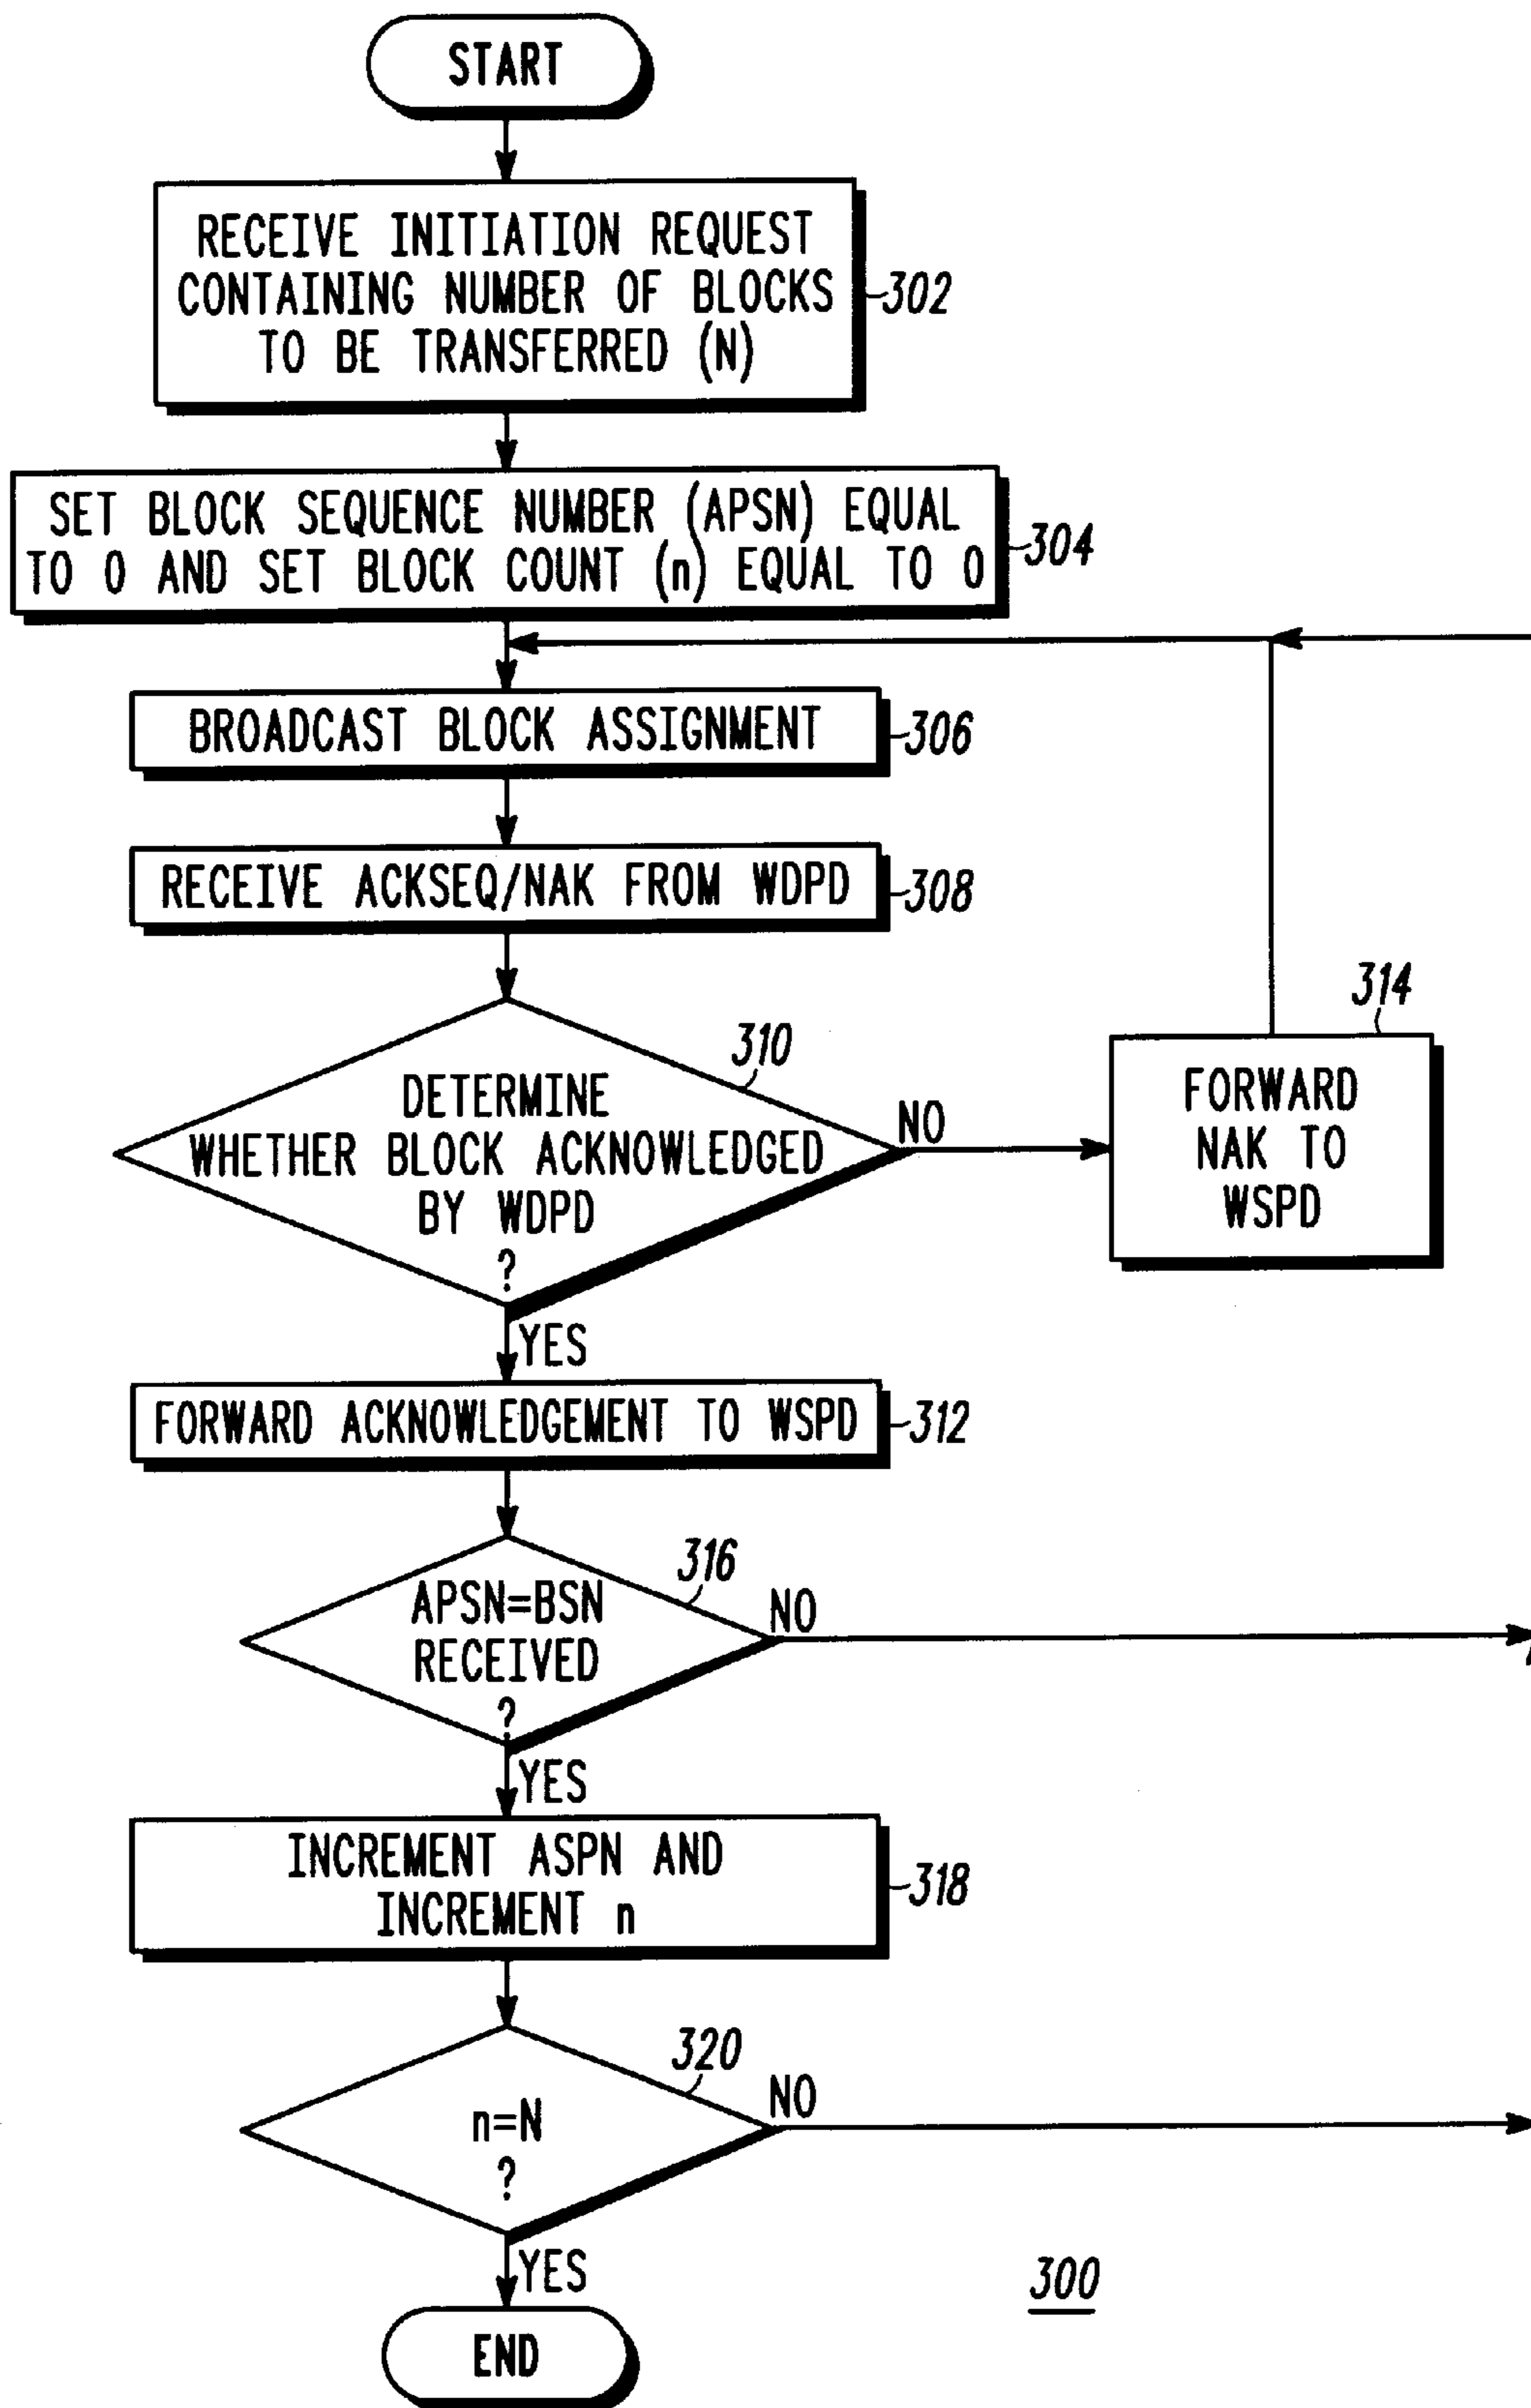 START
RECEIVE INITIATION REQUEST
CONTAINING NUMBER OF BLOCKS
TO BE TRANSFERRED (N)
302
SET BLOCK SEQUENCE NUMBER (APSN) EQUAL
TO 0 AND SET BLOCK COUNT (n) EQUAL TO 0
304
BROADCAST BLOCK ASSIGNMENT
306
RECEIVE ACKSEQ/NAK FROM WDPD
308
310
DETERMINE
WHETHER BLOCK ACKNOWLEDGED
BY WDPD
?
NO
314
FORWARD
NAK TO
WSPD
YES
FORWARD ACKNOWLEDGEMENT TO WSPD
312
316
APSN=BSN
RECEIVED
?
NO
YES
INCREMENT ASPN AND
INCREMENT n
318
320
n=N
?
NO
YES
END
300